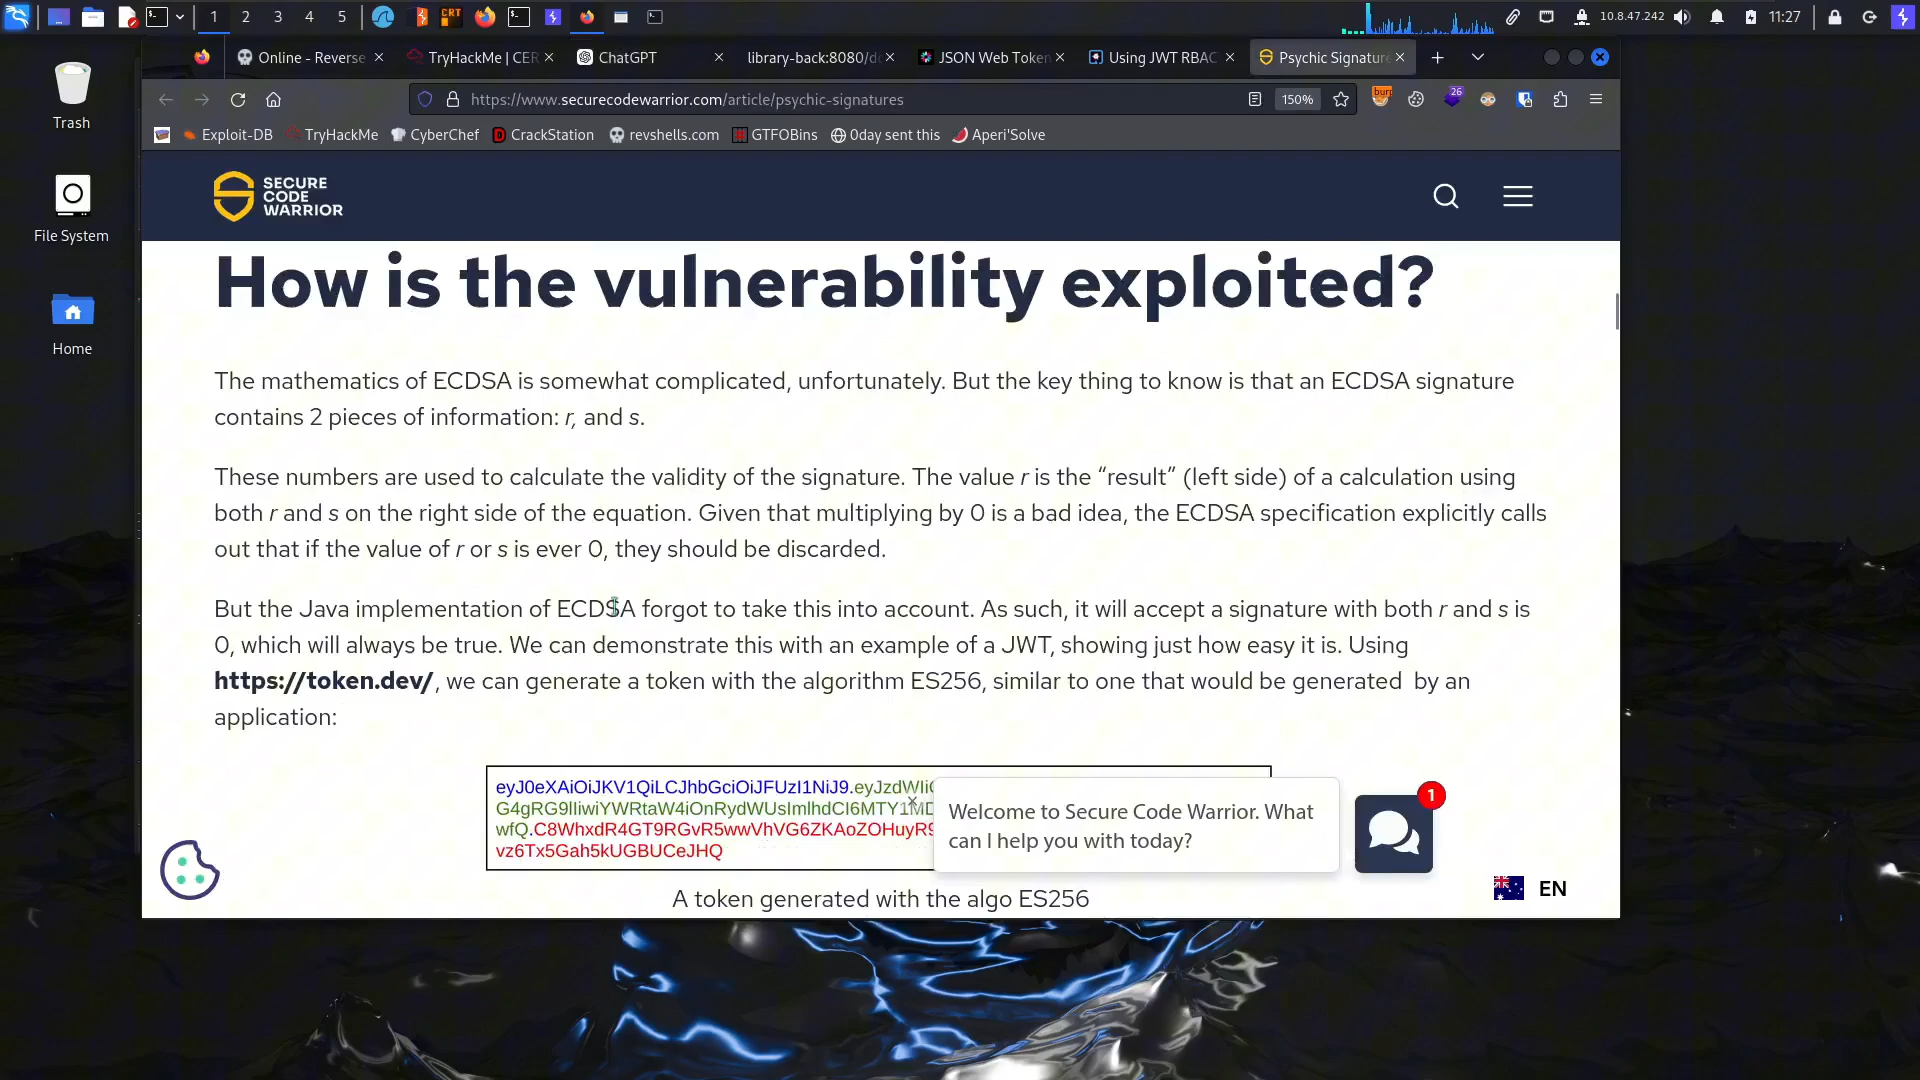 1 2 3 4 5
CRT
10.8.47.242
11:27
Online - Reverse
TryHackMe | CER
ChatGPT
library-back:8080/do
JSON Web Token
Using JWT RBAC
Psychic Signature
https://www.securecodewarrior.com/article/psychic-signatures
150%
burp
26
Exploit-DB
TryHackMe
CyberChef
CrackStation
revshells.com
GTFOBins
0day sent this
Aperi'Solve
Trash
File System
Home
SECURE
CODE
WARRIOR
How is the vulnerability exploited?
The mathematics of ECDSA is somewhat complicated, unfortunately. But the key thing to know is that an ECDSA signature
contains 2 pieces of information: r, and s.
These numbers are used to calculate the validity of the signature. The value r is the “result” (left side) of a calculation using
both r and s on the right side of the equation. Given that multiplying by 0 is a bad idea, the ECDSA specification explicitly calls
out that if the value of r or s is ever 0, they should be discarded.
But the Java implementation of ECDSA forgot to take this into account. As such, it will accept a signature with both r and s is
0, which will always be true. We can demonstrate this with an example of a JWT, showing just how easy it is. Using
https://token.dev/, we can generate a token with the algorithm ES256, similar to one that would be generated by an
application:
eyJ0eXAiOiJKV1QiLCJhbGciOiJFUzI1NiJ9.eyJzdWIiO
G4gRG9lIiwiYWRtaW4iOnRydWUsImlhdCI6MTY1MD
wfQ.C8WhxdR4GT9RGvR5wwVhVG6ZKAoZOHuyR9
vz6Tx5Gah5kUGBUCeJHQ
Welcome to Secure Code Warrior. What
can I help you with today?
1
A token generated with the algo ES256
EN